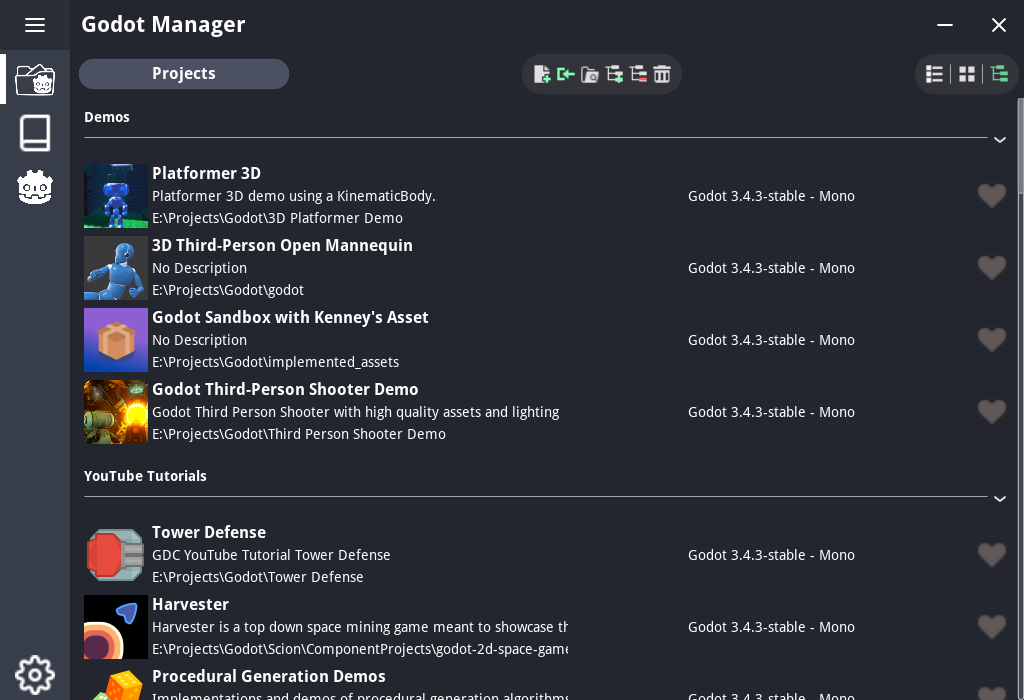 Godot Manager
Projects
Demos
Platformer 3D
Platformer 3D demo using a KinematicBody.
Godot 3.4.3-stable - Mono
E:\Projects\Godot\3D Platformer Demo
3D Third-Person Open Mannequin
No Description
Godot 3.4.3-stable - Mono
E:\Projects\Godot\godot
Godot Sandbox with Kenney's Asset
No Description
Godot 3.4.3-stable - Mono
E:\Projects\Godot\implemented_assets
Godot Third-Person Shooter Demo
Godot Third Person Shooter with high quality assets and lighting
Godot 3.4.3-stable - Mono
E:\Projects\Godot\Third Person Shooter Demo
YouTube Tutorials
Tower Defense
GDC YouTube Tutorial Tower Defense
Godot 3.4.3-stable - Mono
E:\Projects\Godot\Tower Defense
Harvester
Harvester is a top down space mining game meant to showcase th
Godot 3.4.3-stable - Mono
E:\Projects\Godot\Scion\ComponentProjects\godot-2d-space-game
Procedural Generation Demos
Implementations and demos of procedural generation algorithms
Godot 3.4.3-stable - Mono